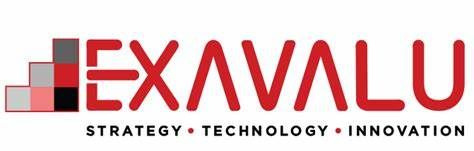 EXAVALU
STRATEGY • TECHNOLOGY • INNOVATION